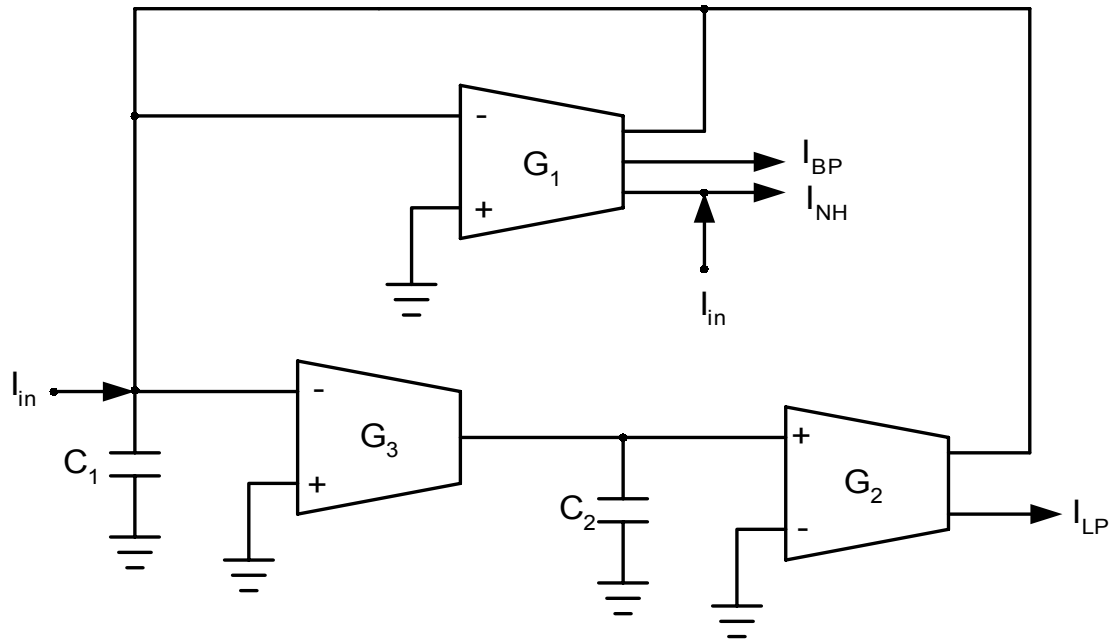 -
G1
+
IBP
INH
Iin
Iin
-
G3
+
C1
C2
+
G2
-
ILP